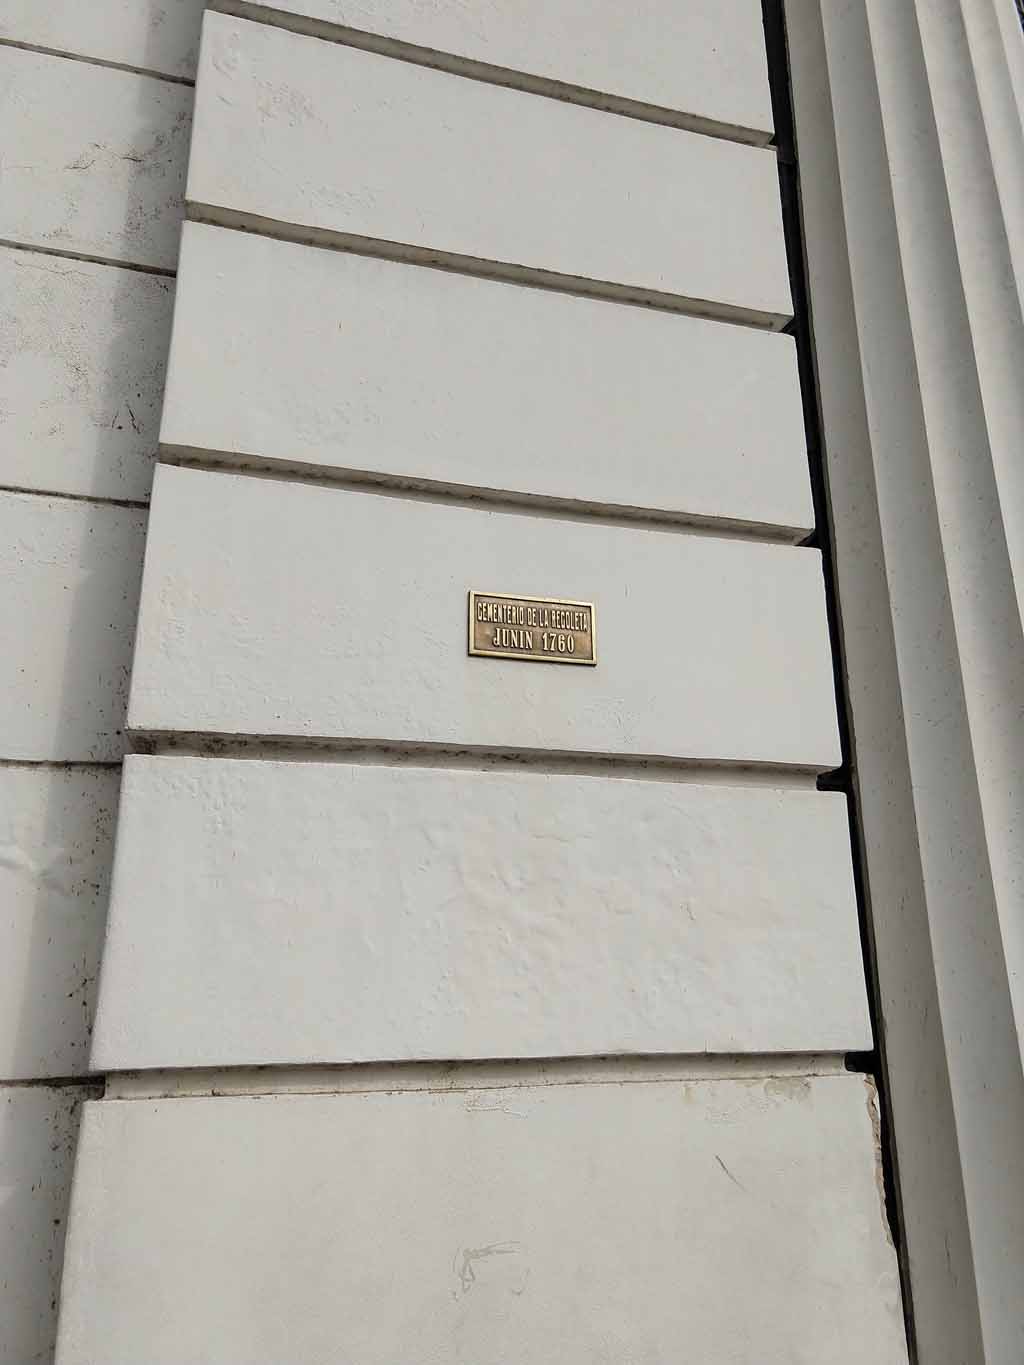 CEMENTERIO DE LA RECOLETA
JUNIN 1760